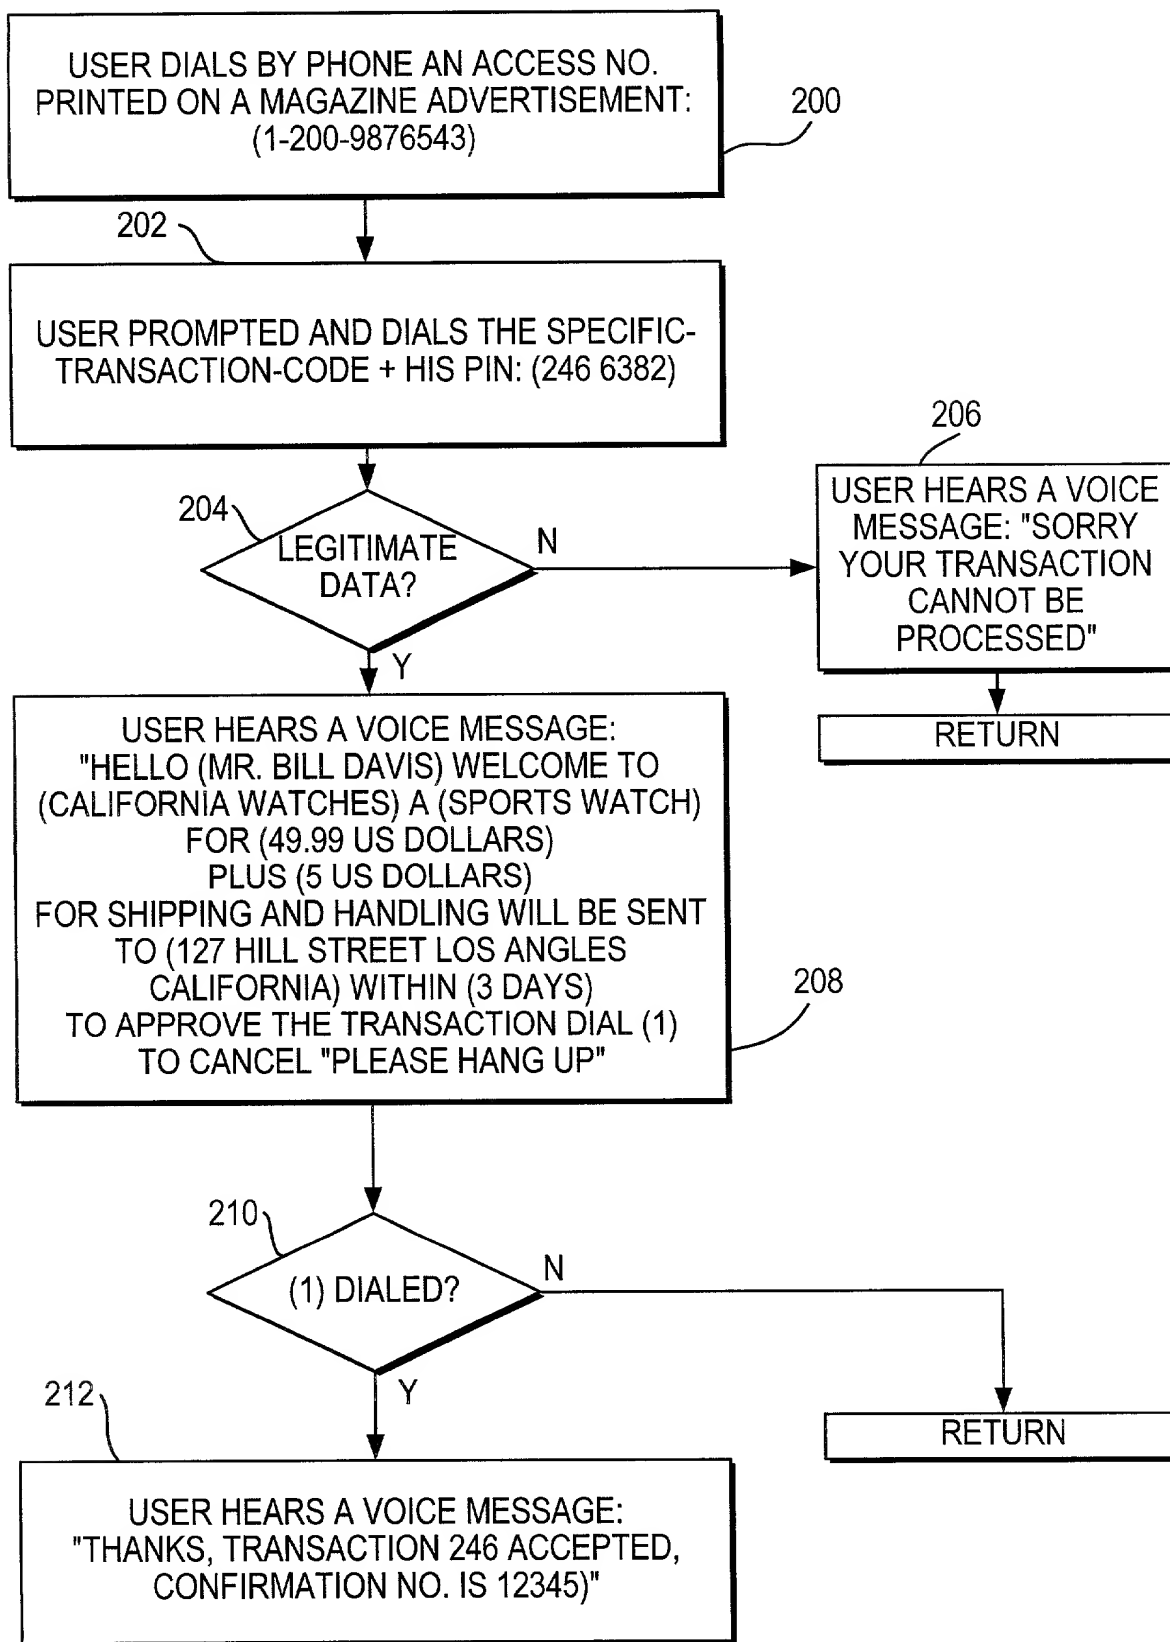 USER DIALS BY PHONE AN ACCESS NO.
PRINTED ON A MAGAZINE ADVERTISEMENT:
(1-200-9876543)
200
202
USER PROMPTED AND DIALS THE SPECIFIC-
TRANSACTION-CODE + HIS PIN: (246 6382)
204
LEGITIMATE
DATA?
N
Y
206
USER HEARS A VOICE
MESSAGE: "SORRY
YOUR TRANSACTION
CANNOT BE
PROCESSED"
RETURN
USER HEARS A VOICE MESSAGE:
"HELLO (MR. BILL DAVIS) WELCOME TO
(CALIFORNIA WATCHES) A (SPORTS WATCH)
FOR (49.99 US DOLLARS)
PLUS (5 US DOLLARS)
FOR SHIPPING AND HANDLING WILL BE SENT
TO (127 HILL STREET LOS ANGLES
CALIFORNIA) WITHIN (3 DAYS)
TO APPROVE THE TRANSACTION DIAL (1)
TO CANCEL "PLEASE HANG UP"
208
210
(1) DIALED?
N
Y
RETURN
212
USER HEARS A VOICE MESSAGE:
"THANKS, TRANSACTION 246 ACCEPTED,
CONFIRMATION NO. IS 12345)"